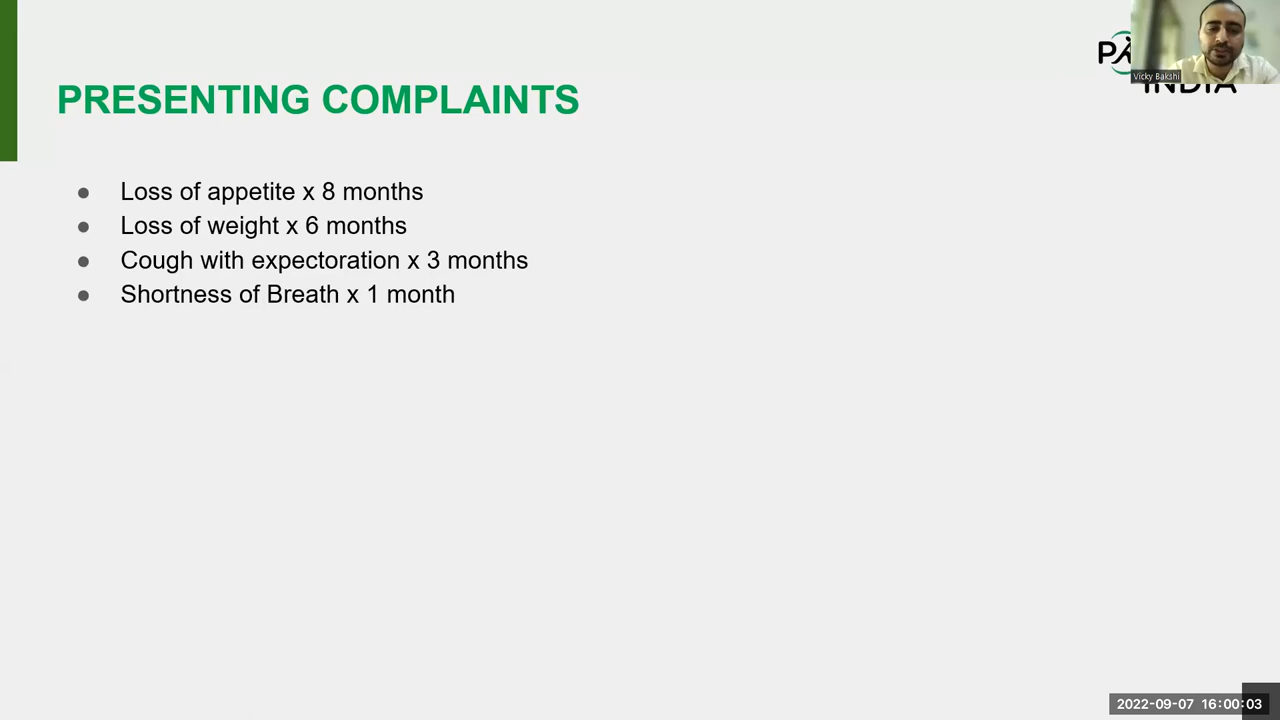 PRESENTING COMPLAINTS
Vicky Bakshi
INDIA
● Loss of appetite x 8 months
● Loss of weight x 6 months
● Cough with expectoration x 3 months
● Shortness of Breath x 1 month
2022-09-07 16:00:03